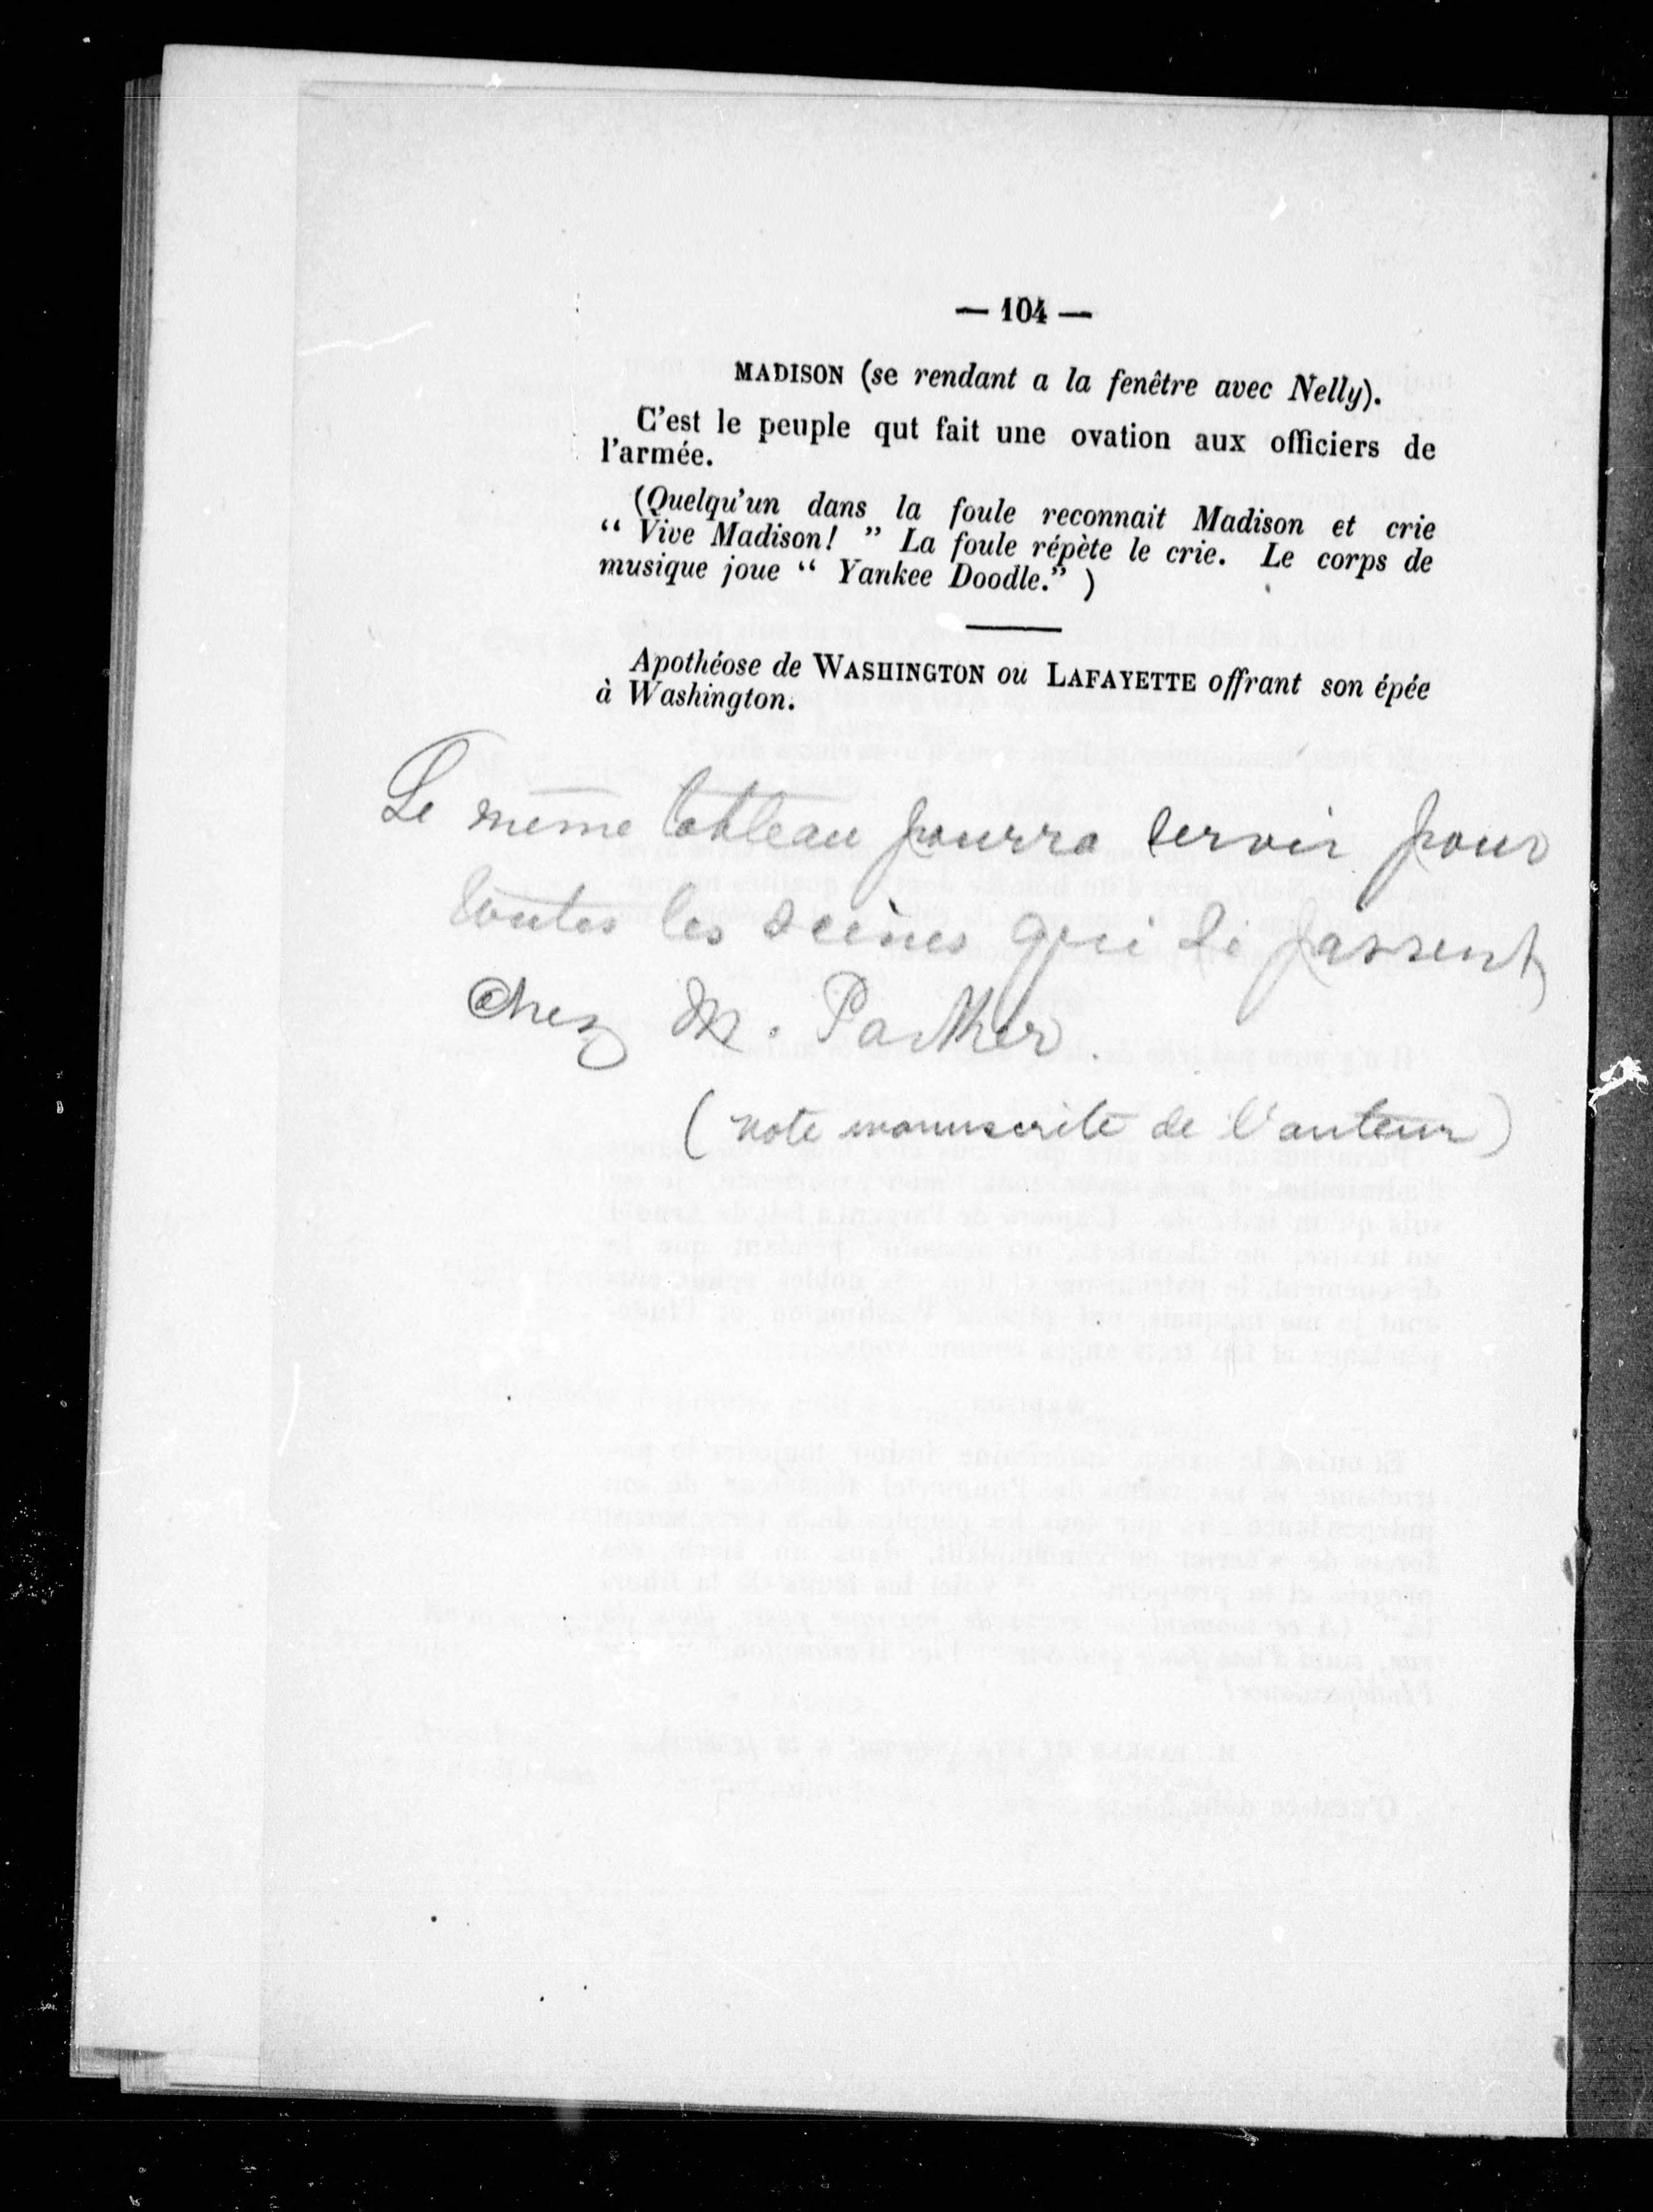 — 104 —
MADISON (se rendant a la fenêtre avec Nelly).
C'est le peuple qut fait une ovation aux officiers de
l'armée.
(Quelqu'un dans la foule reconnait Madison et crie
“ Vive Madison! ” La foule répète le crie. Le corps de
musique joue “ Yankee Doodle.” )
Apothéose de WASHINGTON ou LAFAYETTE offrant son épée
à Washington.
Le même tableau pourra servir pour
toutes les scènes qui se passent
chez M. Parker.
(note manuscrite de l'auteur)